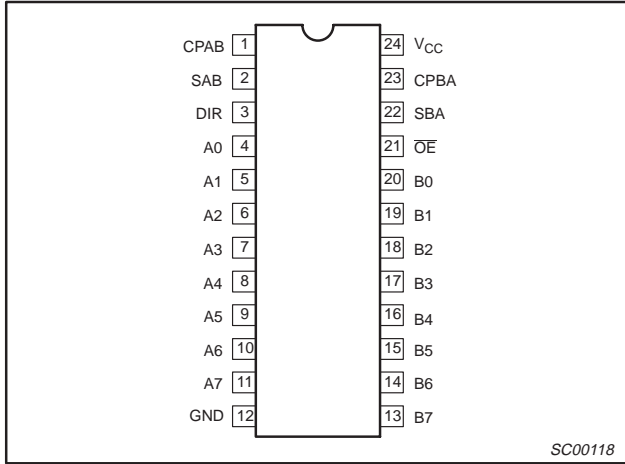 CPAB 1 24 VCC
SAB 2 23 CPBA
DIR 3 22 SBA
A0 4 21 O̅E̅
A1 5 20 B0
A2 6 19 B1
A3 7 18 B2
A4 8 17 B3
A5 9 16 B4
A6 10 15 B5
A7 11 14 B6
GND 12 13 B7
SC00118